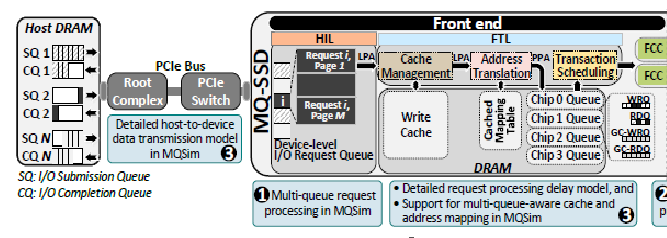 Host DRAM
SQ 1
CQ 1
SQ 2
CQ 2
SQ N
CQ N
SQ: I/O Submission Queue
CQ: I/O Completion Queue
PCIe Bus
Root
Complex
PCIe
Switch
Detailed host-to-device
data transmission model
in MQSim
3
MQ-SSD
Front end
HIL
FTL
Request i,
Page 1
i
Request i,
Page M
Device-level
I/O Request Queue
LPA
Cache
Management
LPA
Address
Translation
PPA
Transaction
Scheduling
FCC
FCC
Write
Cache
Cached
Mapping
Table
Chip 0 Queue
Chip 1 Queue
Chip 2 Queue
Chip 3 Queue
WRQ
RDQ
GC-WRQ
GC-RDQ
DRAM
1 Multi-queue request
processing in MQSim
• Detailed request processing delay model, and
• Support for multi-queue-aware cache and
address mapping in MQSim
3
2
p